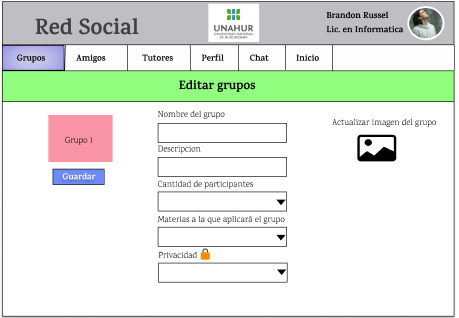 Red Social
UNAHUR
UNIVERSIDAD NACIONAL
DE HURLINGHAM
Brandon Russel
Lic. en Informatica
Grupos
Amigos
Tutores
Perfil
Chat
Inicio
Editar grupos
Grupo 1
Guardar
Nombre del grupo
Descripcion
Cantidad de participantes
Materias a la que aplicará el grupo
Privacidad
Actualizar imagen del grupo